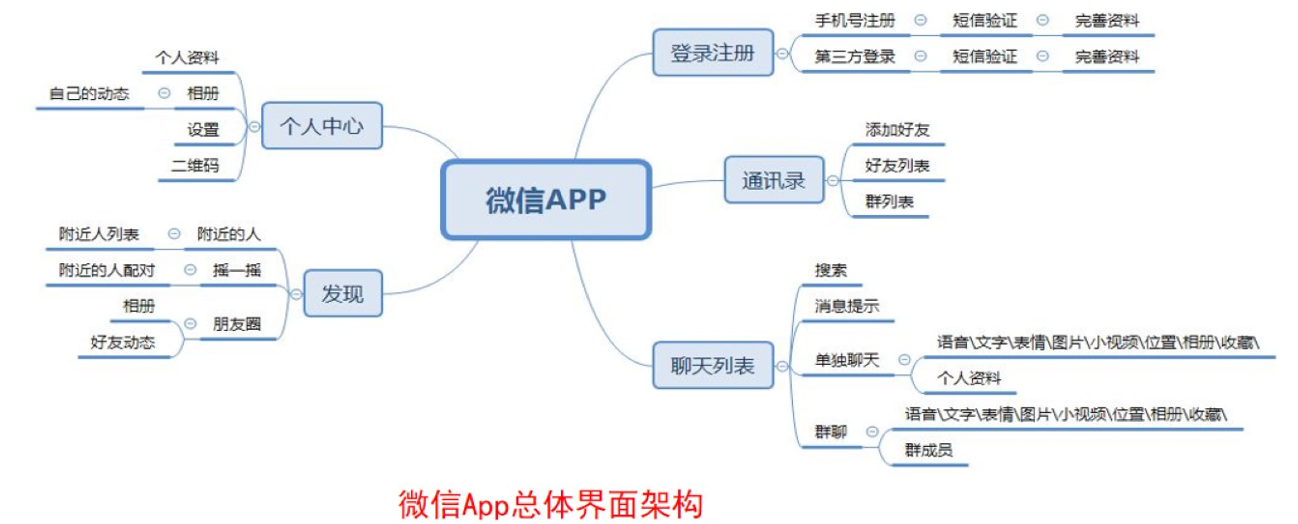 微信APP
登录注册
手机号注册 短信验证 完善资料
第三方登录 短信验证 完善资料
通讯录
添加好友
好友列表
群列表
聊天列表
搜索
消息提示
单独聊天
语音\文字\表情\图片\小视频\位置\相册\收藏\
个人资料
群聊
语音\文字\表情\图片\小视频\位置\相册\收藏\
群成员
个人中心
个人资料
自己的动态 相册
设置
二维码
发现
附近人列表 附近的人
附近的人配对 摇一摇
朋友圈
相册
好友动态
微信App总体界面架构